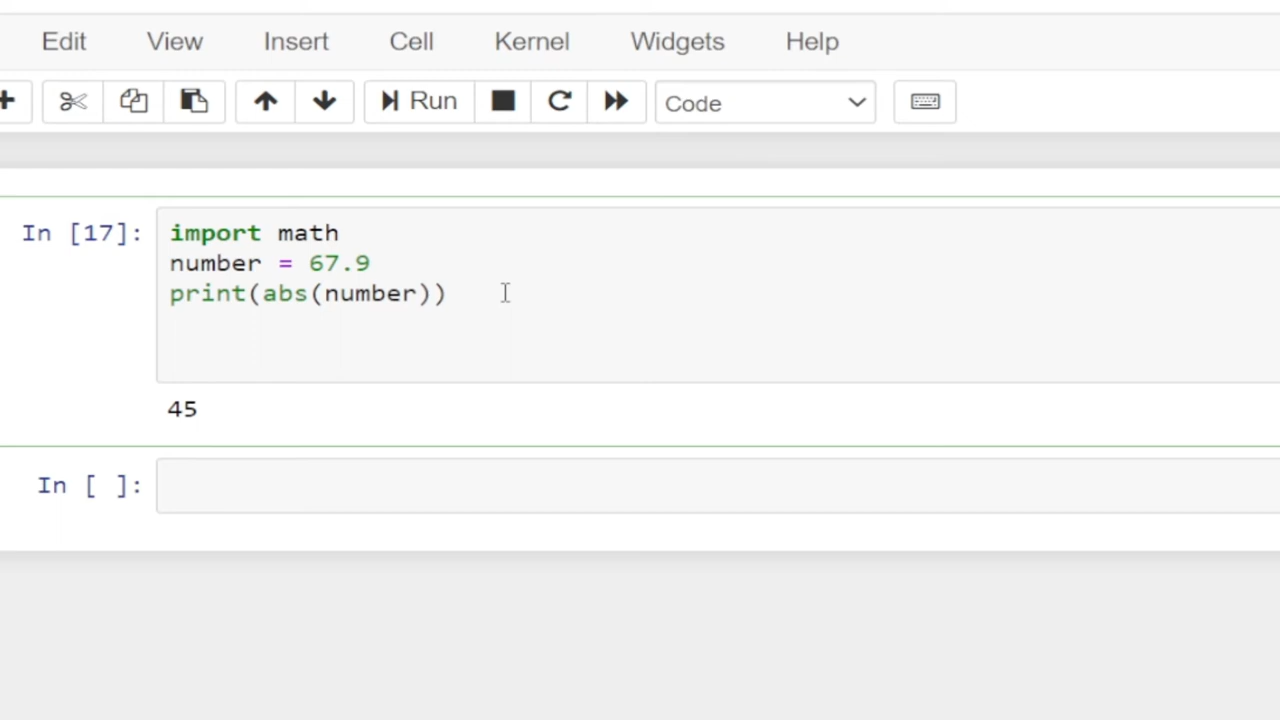 Edit View Insert Cell Kernel Widgets Help
Run Code
In [17]: import math
number = 67.9
print(abs(number))
45
In [ ]: